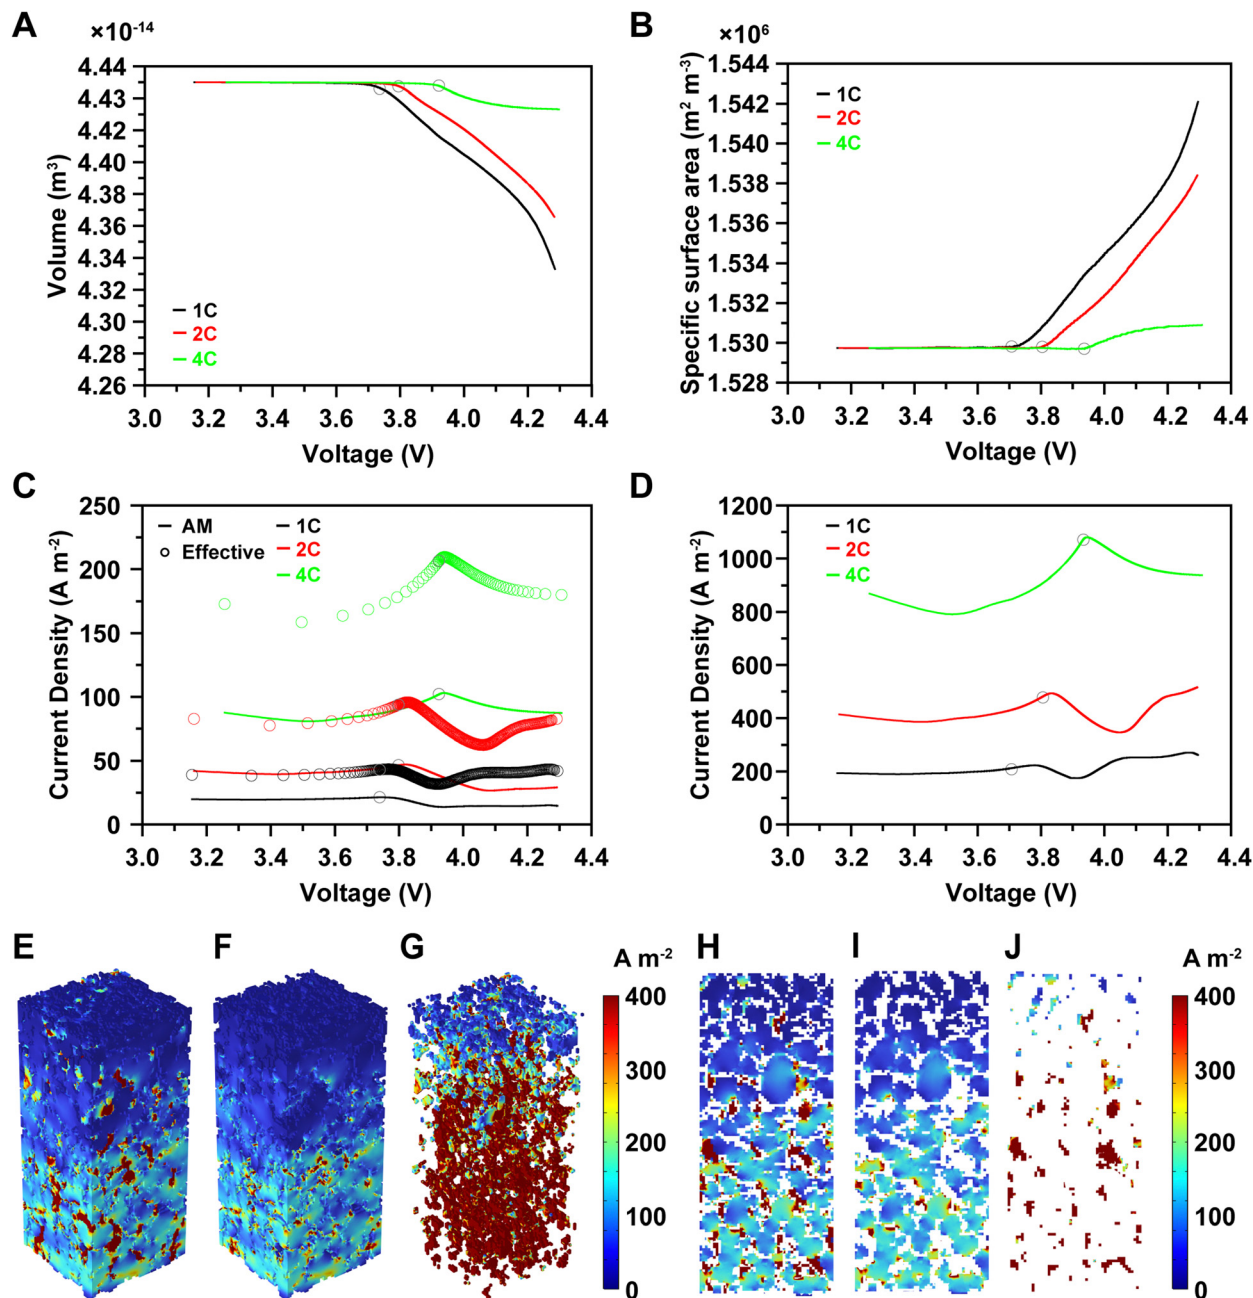 A
×10-14
4.44
4.43
4.42
4.40
4.38
4.36
4.34
4.30
4.28
4.26
Volume (m3)
1C
2C
4C
3.0 3.2 3.4 3.6 3.8 4.0 4.2 4.4
Voltage (V)
B
×106
1.544
1.542
1.540
1.538
1.536
1.534
1.532
1.530
1.528
Specific surface area (m2 m-3)
1C
2C
4C
3.0 3.2 3.4 3.6 3.8 4.0 4.2 4.4
Voltage (V)
C
250
200
150
100
50
0
Current Density (A m-2)
AM
Effective
1C
2C
4C
3.0 3.2 3.4 3.6 3.8 4.0 4.2 4.4
Voltage (V)
D
1200
1000
800
600
400
200
0
Current Density (A m-2)
1C
2C
4C
3.0 3.2 3.4 3.6 3.8 4.0 4.2 4.4
Voltage (V)
E
F
G
A m-2
400
300
200
100
0
H
I
J
A m-2
400
300
200
100
0